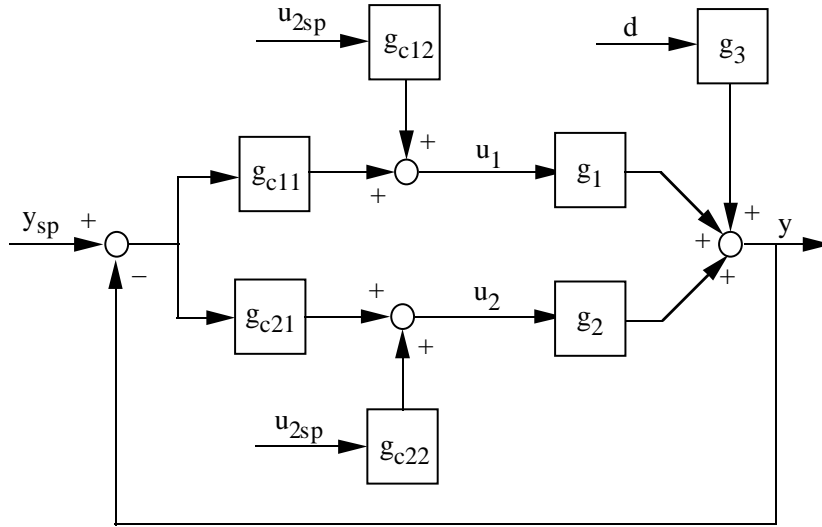 u2sp
gc12
d
g3
+
+
gc11
+
u1
g1
ysp
+
−
+
+
+
y
gc21
+
+
u2
g2
u2sp
gc22